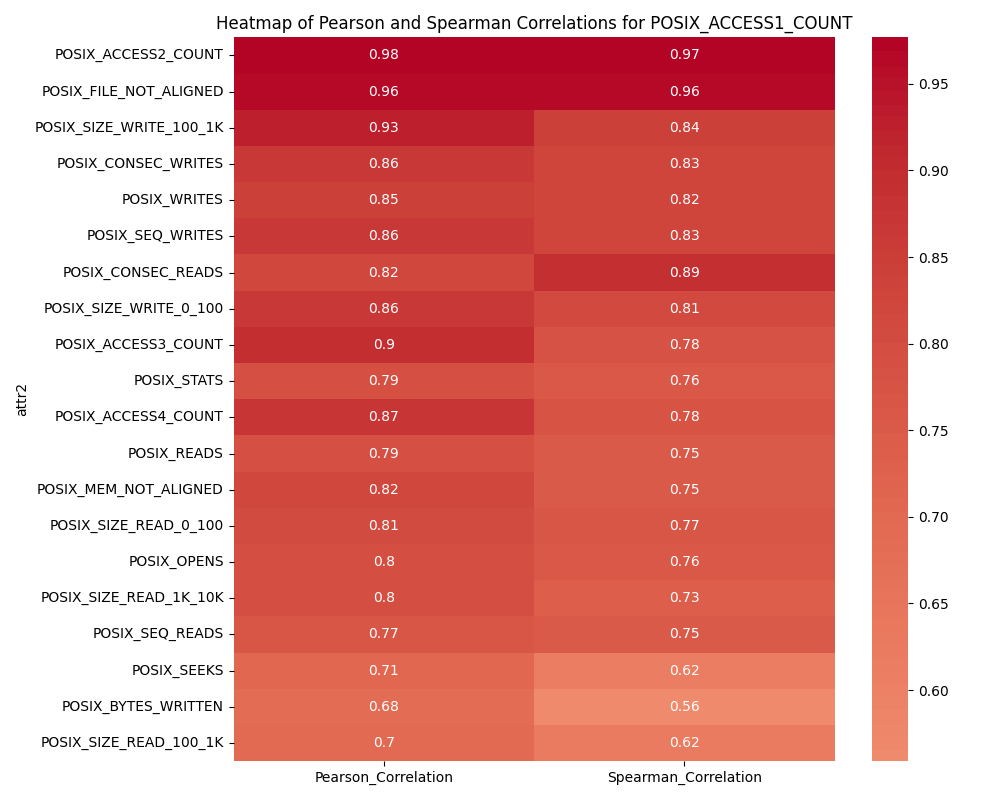 Heatmap of Pearson and Spearman Correlations for POSIX_ACCESS1_COUNT
attr2
POSIX_ACCESS2_COUNT 0.98 0.97
POSIX_FILE_NOT_ALIGNED 0.96 0.96
POSIX_SIZE_WRITE_100_1K 0.93 0.84
POSIX_CONSEC_WRITES 0.86 0.83
POSIX_WRITES 0.85 0.82
POSIX_SEQ_WRITES 0.86 0.83
POSIX_CONSEC_READS 0.82 0.89
POSIX_SIZE_WRITE_0_100 0.86 0.81
POSIX_ACCESS3_COUNT 0.9 0.78
POSIX_STATS 0.79 0.76
POSIX_ACCESS4_COUNT 0.87 0.78
POSIX_READS 0.79 0.75
POSIX_MEM_NOT_ALIGNED 0.82 0.75
POSIX_SIZE_READ_0_100 0.81 0.77
POSIX_OPENS 0.8 0.76
POSIX_SIZE_READ_1K_10K 0.8 0.73
POSIX_SEQ_READS 0.77 0.75
POSIX_SEEKS 0.71 0.62
POSIX_BYTES_WRITTEN 0.68 0.56
POSIX_SIZE_READ_100_1K 0.7 0.62
Pearson_Correlation Spearman_Correlation
0.95
0.90
0.85
0.80
0.75
0.70
0.65
0.60